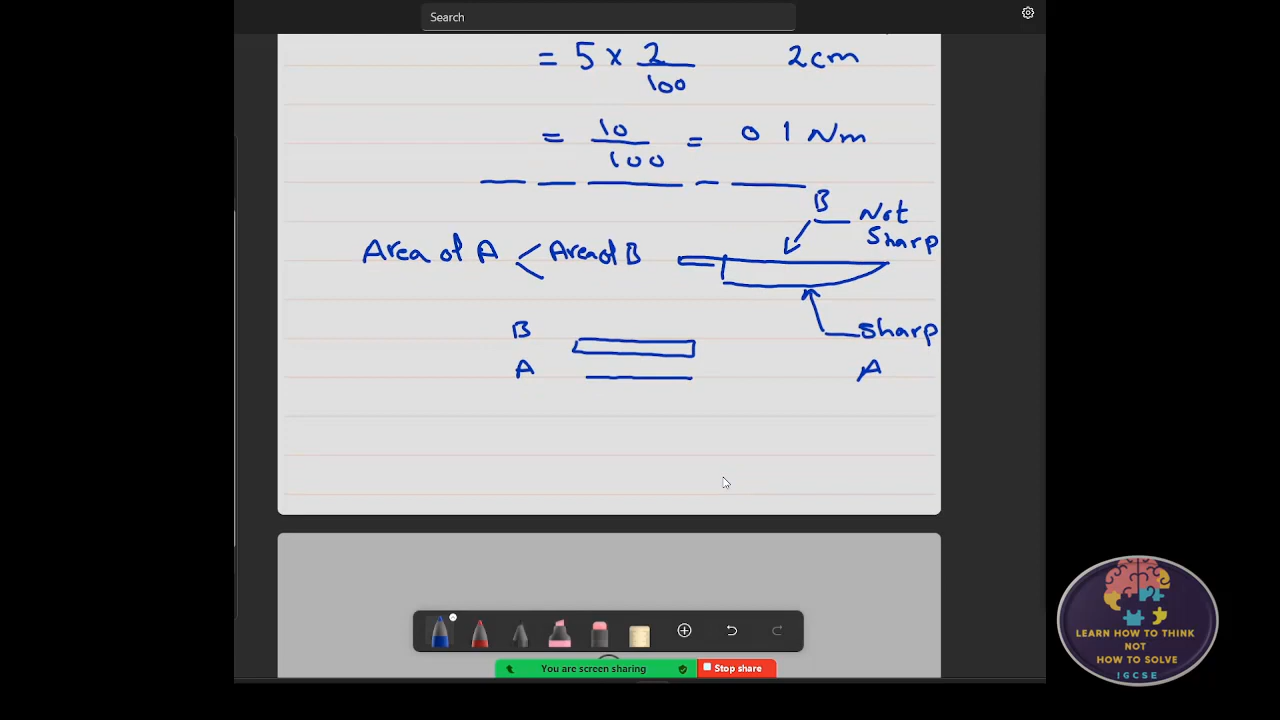 Search
= 5 × 2/100 2cm
= 10/100 = 0 1 Nm
B
Not
Sharp
Area of A < Area of B
B
Sharp
A
A
You are screen sharing
Stop share
LEARN HOW TO THINK
NOT
HOW TO SOLVE
!GCSE